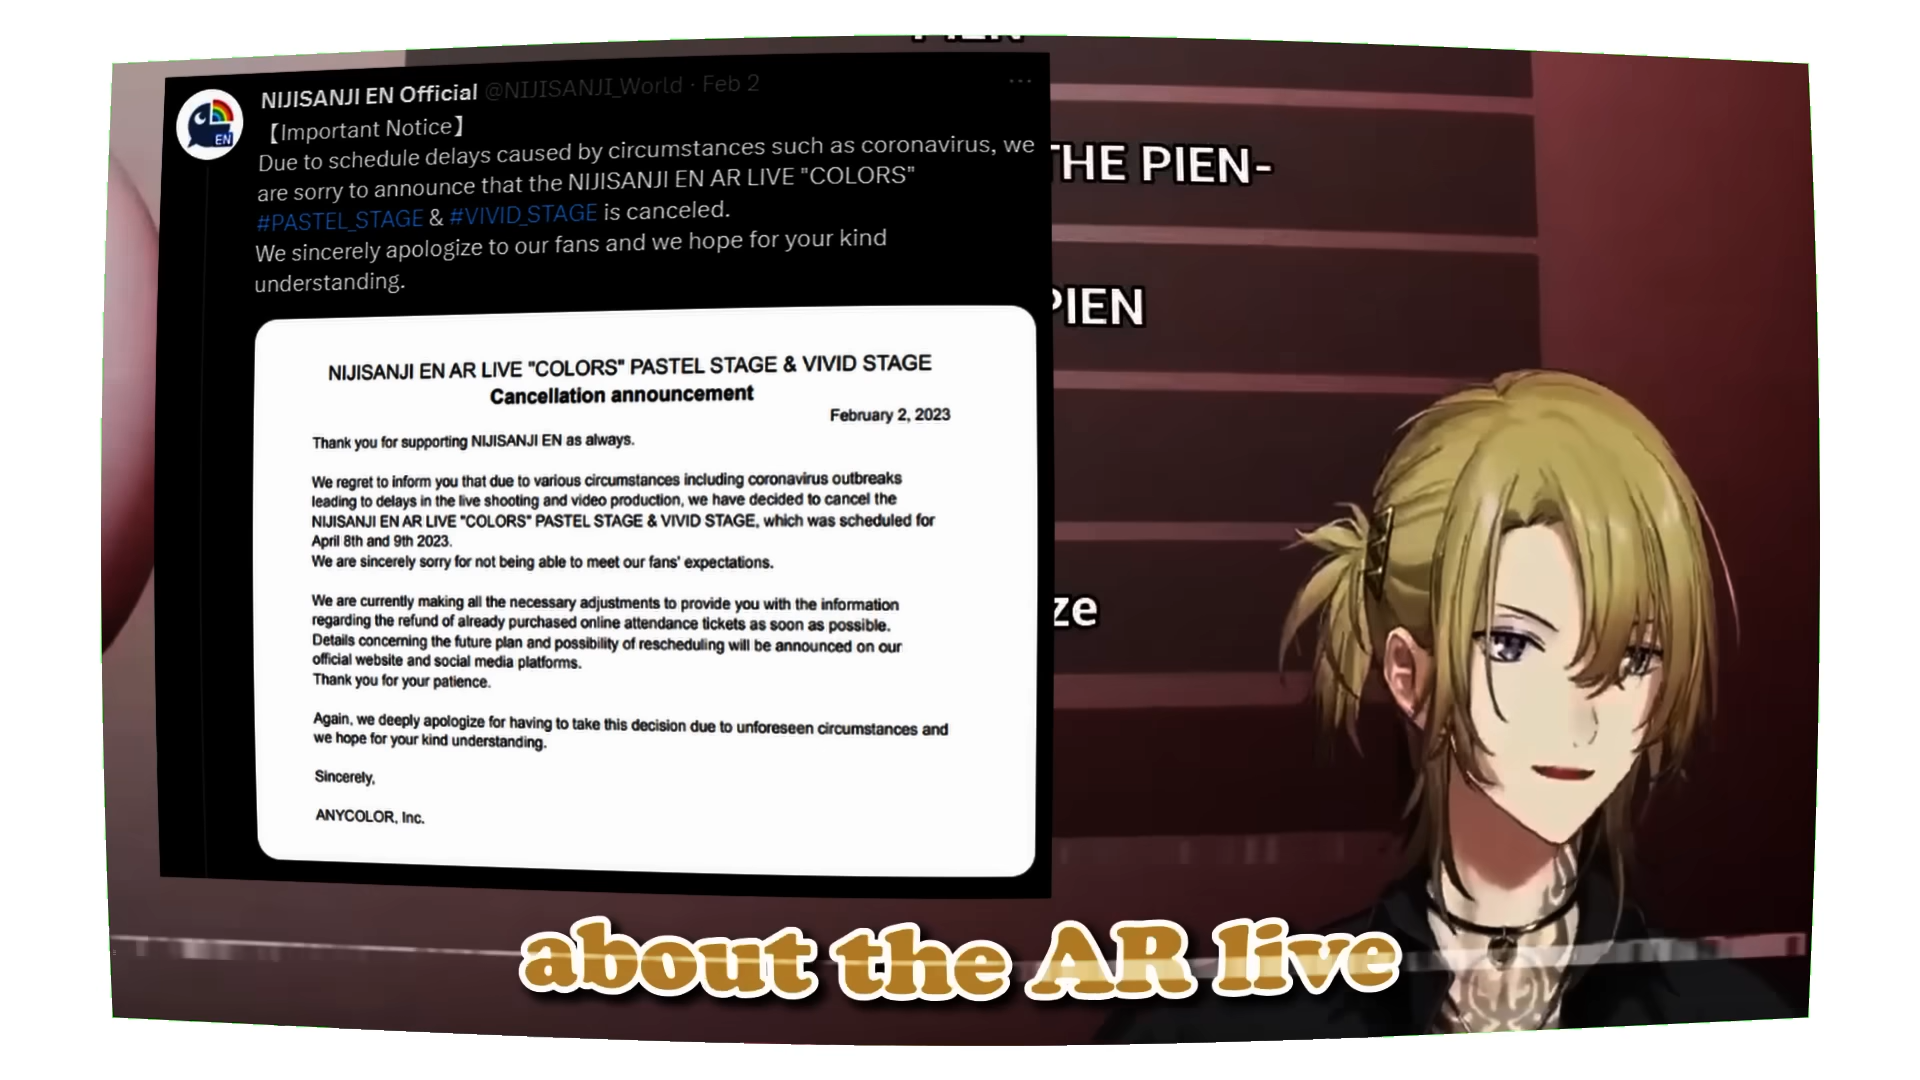 NIJISANJI EN Official @NIJISANJI_World · Feb 2
【Important Notice】
Due to schedule delays caused by circumstances such as coronavirus, we
are sorry to announce that the NIJISANJI EN AR LIVE "COLORS"
#PASTEL_STAGE & #VIVID_STAGE is canceled.
We sincerely apologize to our fans and we hope for your kind
understanding.
EN
NIJISANJI EN AR LIVE "COLORS" PASTEL STAGE & VIVID STAGE
Cancellation announcement
February 2, 2023
Thank you for supporting NIJISANJI EN as always.
We regret to inform you that due to various circumstances including coronavirus outbreaks
leading to delays in the live shooting and video production, we have decided to cancel the
NIJISANJI EN AR LIVE "COLORS" PASTEL STAGE & VIVID STAGE, which was scheduled for
April 8th and 9th 2023.
We are sincerely sorry for not being able to meet our fans' expectations.
We are currently making all the necessary adjustments to provide you with the information
regarding the refund of already purchased online attendance tickets as soon as possible.
Details concerning the future plan and possibility of rescheduling will be announced on our
official website and social media platforms.
Thank you for your patience.
Again, we deeply apologize for having to take this decision due to unforeseen circumstances and
we hope for your kind understanding.
Sincerely,
ANYCOLOR, Inc.
PIEN
THE PIEN-
PIEN
ze
about the AR live